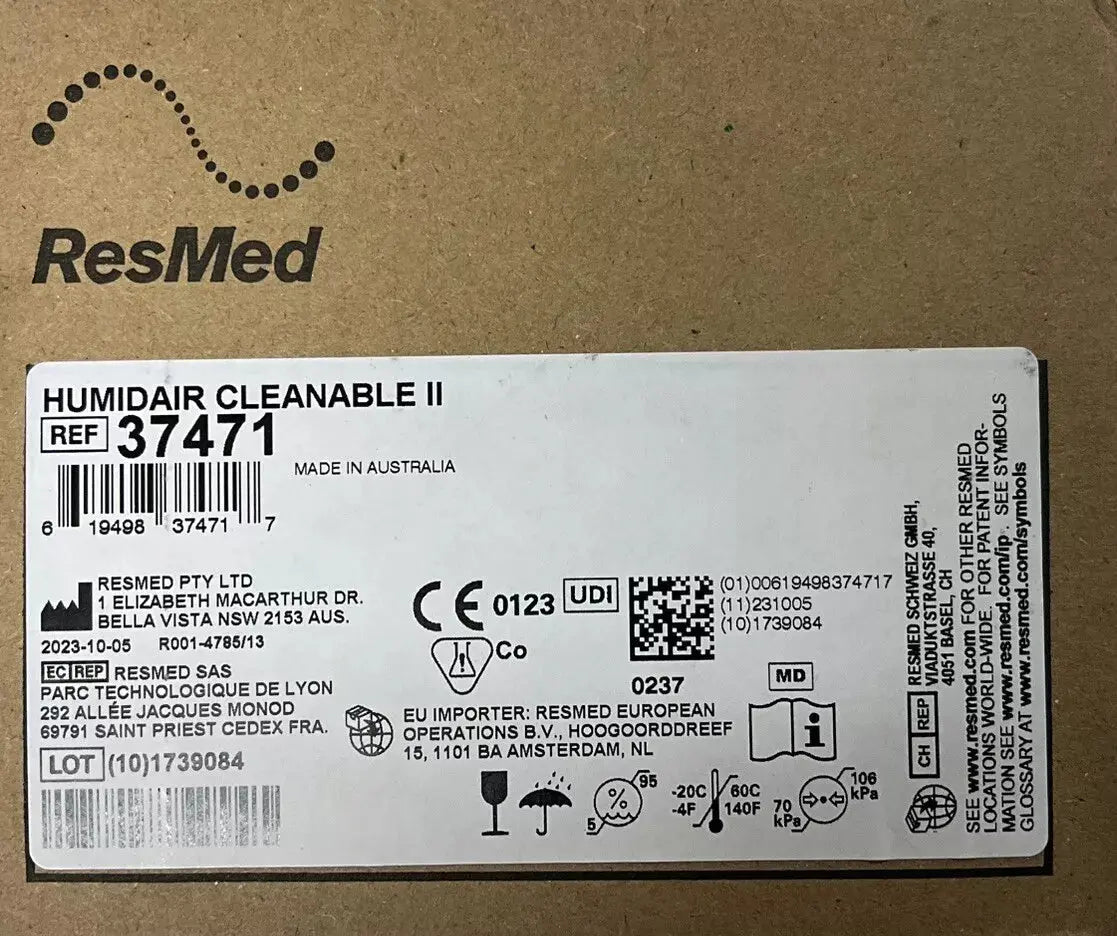 ResMed
HUMIDAIR CLEANABLE II
REF 37471
MADE IN AUSTRALIA
6 19498 37471 7
RESMED PTY LTD
1 ELIZABETH MACARTHUR DR.
BELLA VISTA NSW 2153 AUS.
2023-10-05 R001-4785/13
EC REP RESMED SAS
PARC TECHNOLOGIQUE DE LYON
292 ALLÉE JACQUES MONOD
69791 SAINT PRIEST CEDEX FRA.
LOT (10)1739084
CE 0123 UDI
Co
(01)00619498374717
(11)231005
(10)1739084
0237
MD
i
EU IMPORTER: RESMED EUROPEAN
OPERATIONS B.V., HOOGOORDDREEF
15, 1101 BA AMSTERDAM, NL
5 % 95
-20C 60C
-4F 140F
70 kPa 106 kPa
CH REP RESMED SCHWEIZ GMBH,
VIADUKTSTRASSE 40,
4051 BASEL, CH
SEE www.resmed.com FOR OTHER RESMED
LOCATIONS WORLD-WIDE. FOR PATENT INFOR-
MATION SEE www.resmed.com/ip. SEE SYMBOLS
GLOSSARY AT www.resmed.com/symbols